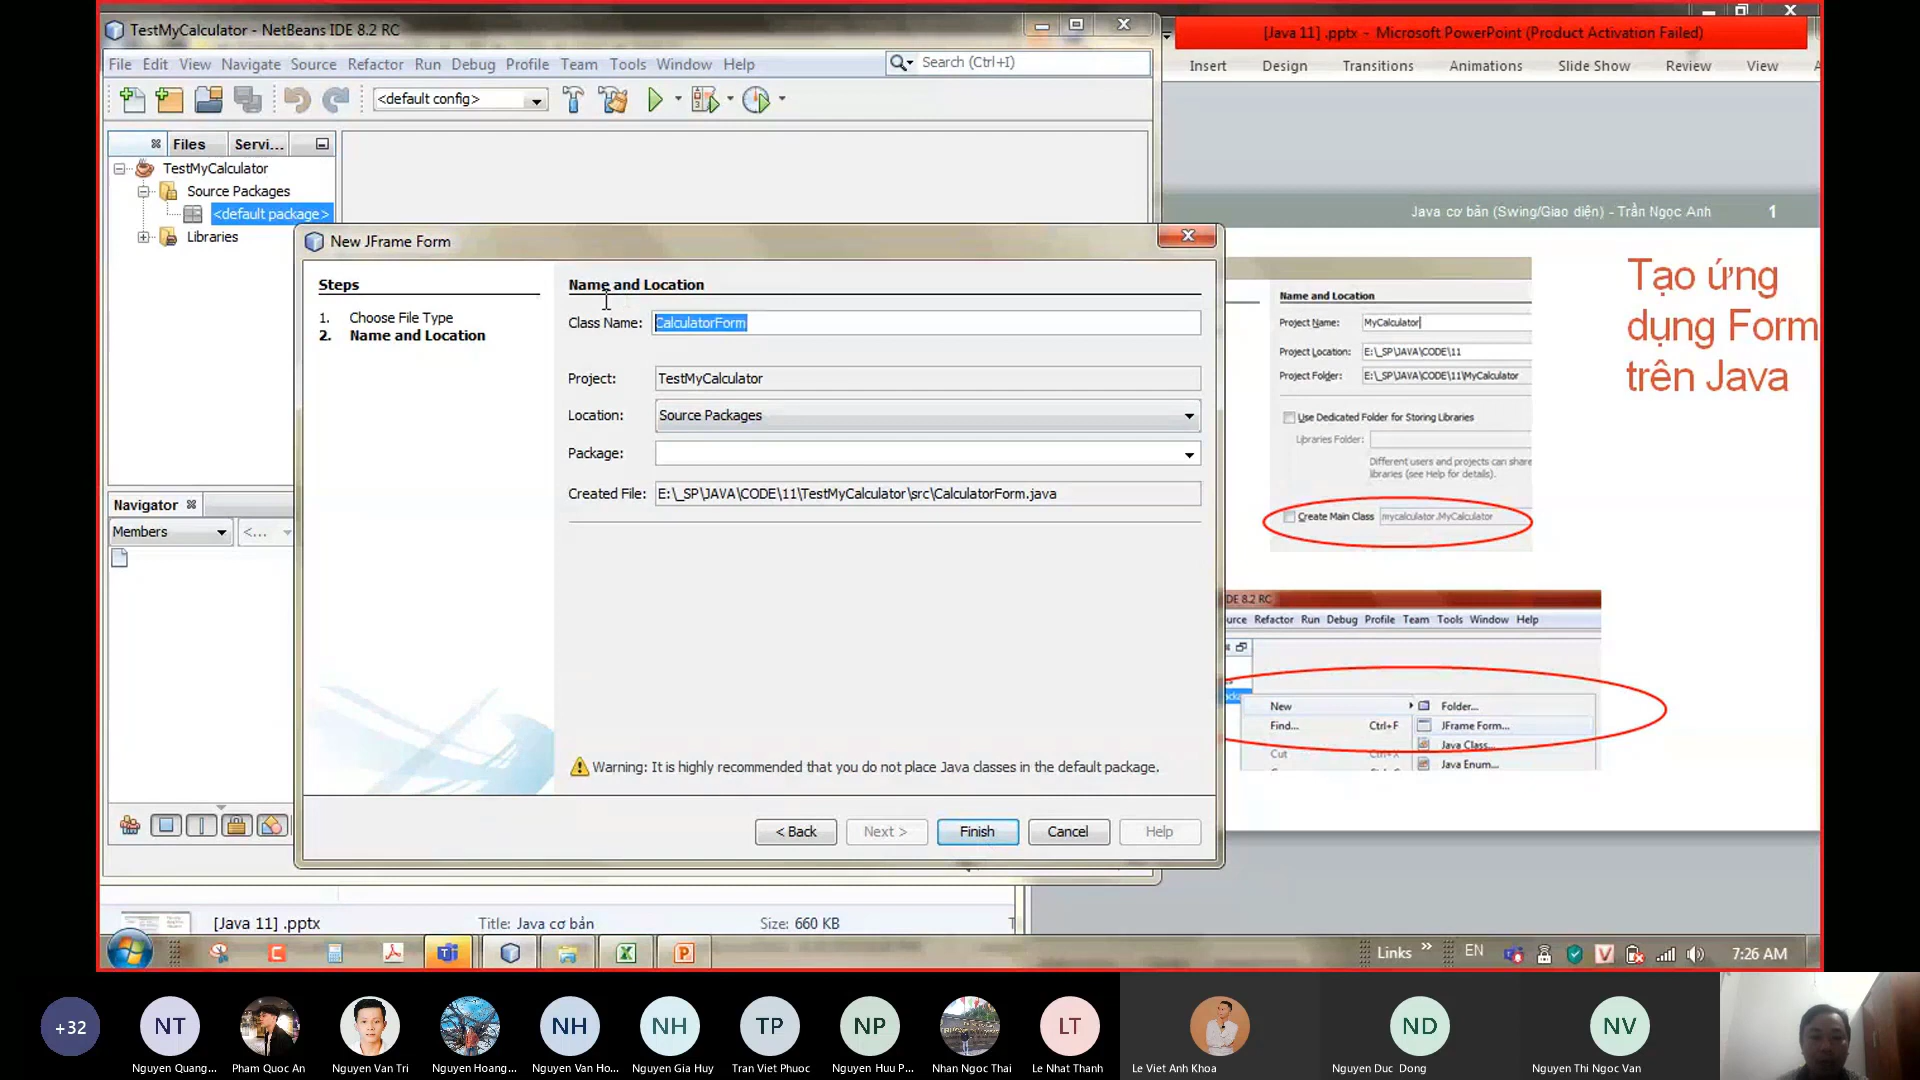 TestMyCalculator - NetBeans IDE 8.2 RC
File Edit View Navigate Source Refactor Run Debug Profile Team Tools Window Help
Search (Ctrl+I)
<default config>
Files Servi...
TestMyCalculator
Source Packages
<default package>
Libraries
Navigator
Members
<...
New JFrame Form
Steps
1. Choose File Type
2. Name and Location
Name and Location
Class Name: CalculatorForm
Project: TestMyCalculator
Location: Source Packages
Package:
Created File: E:\_SP\JAVA\CODE\11\TestMyCalculator\src\CalculatorForm.java
Warning: It is highly recommended that you do not place Java classes in the default package.
< Back Next > Finish Cancel Help
[Java 11] .pptx - Microsoft PowerPoint (Product Activation Failed)
Insert Design Transitions Animations Slide Show Review View
Java cơ bản (Swing/Giao diện) - Trần Ngọc Anh 1
Tạo ứng
dụng Form
trên Java
Name and Location
Project Name: MyCalculator
Project Location: E:\_SP\JAVA\CODE\11
Project Folder: E:\_SP\JAVA\CODE\11\MyCalculator
Use Dedicated Folder for Storing Libraries
Libraries Folder:
Different users and projects can share
libraries (see Help for details).
Create Main Class mycalculator.MyCalculator
DE 8.2 RC
urce Refactor Run Debug Profile Team Tools Window Help
New Folder...
Find... Ctrl+F JFrame Form...
Cut Ctrl+X Java Class...
Java Enum...
[Java 11] .pptx Title: Java cơ bản Size: 660 KB
Links » EN 7:26 AM
+32
NT
NH
NH
TP
NP
LT
ND
NV
Nguyen Quang...
Pham Quoc An
Nguyen Van Tri
Nguyen Hoang...
Nguyen Van Ho...
Nguyen Gia Huy
Tran Viet Phuoc
Nguyen Huu P...
Nhan Ngoc Thai
Le Nhat Thanh
Le Viet Anh Khoa
Nguyen Duc Dong
Nguyen Thi Ngoc Van